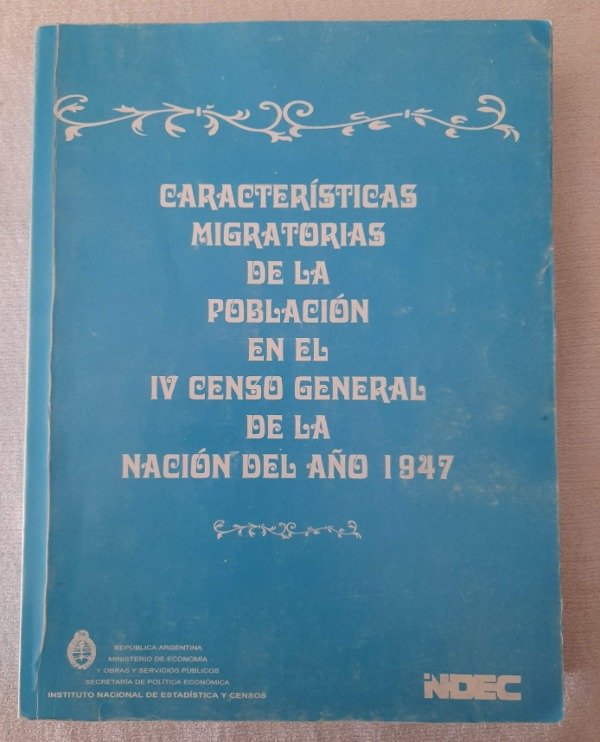 CARACTERÍSTICAS
MIGRATORIAS
DE LA
POBLACIÓN
EN EL
IV CENSO GENERAL
DE LA
NACIÓN DEL AÑO 1947
REPÚBLICA ARGENTINA
MINISTERIO DE ECONOMÍA
Y OBRAS Y SERVICIOS PÚBLICOS
SECRETARÍA DE POLÍTICA ECONÓMICA
INSTITUTO NACIONAL DE ESTADÍSTICA Y CENSOS
INDEC